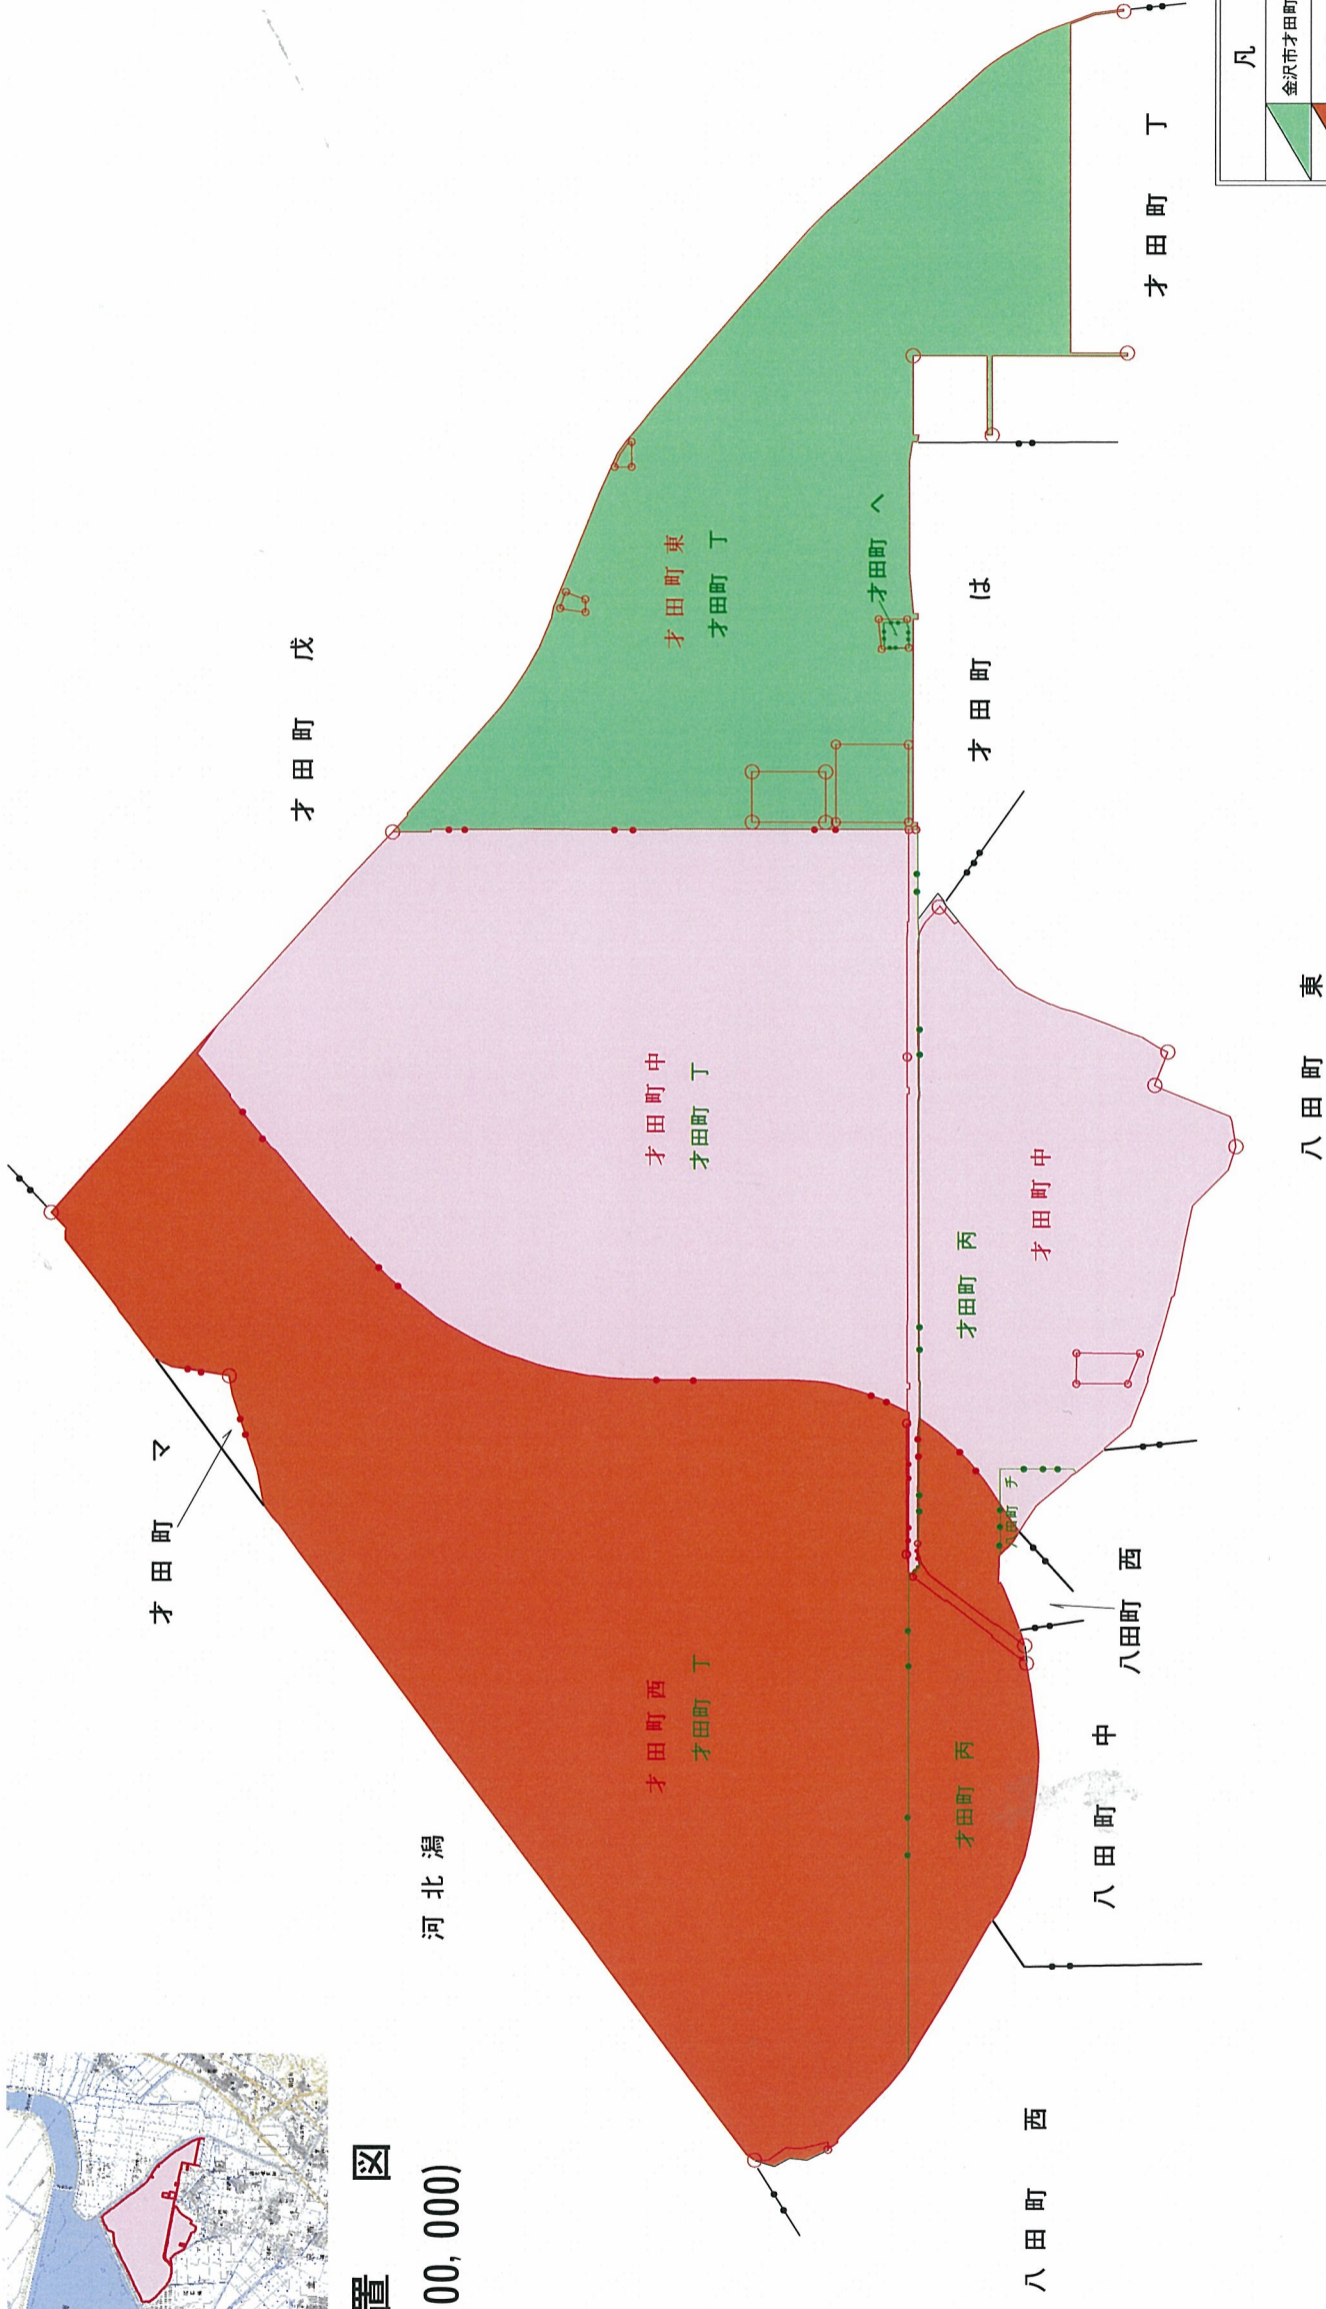 置 図
00,000)
河 北 潟
才 田 町 マ
才 田 町 戊
才 田 町 西
才田町 丁
才 田 町 中
才田町 丁
才 田 町 東
才田町 丁
才田町 へ
才田町 丙
才田町 丙
才 田 町 中
八田町 チ
才 田 町 は
才 田 町 丁
八 田 町 西
八 田 町 中
八田町 西
八 田 町 東
凡
金沢市才田町